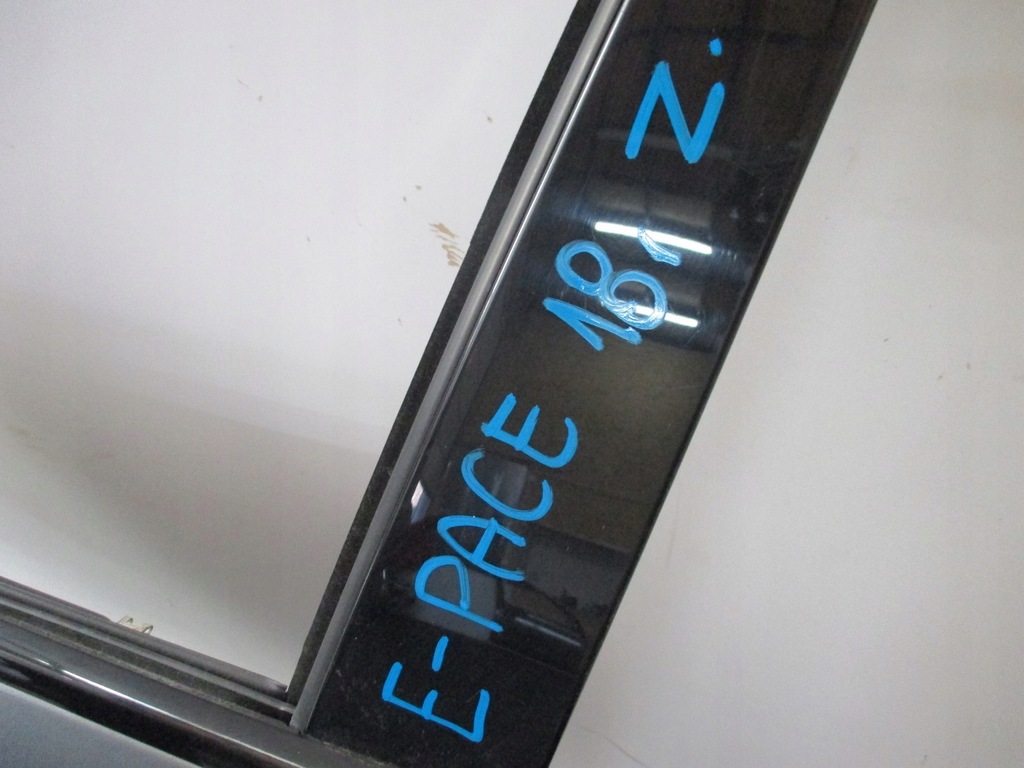 E-PACE 18, Z.